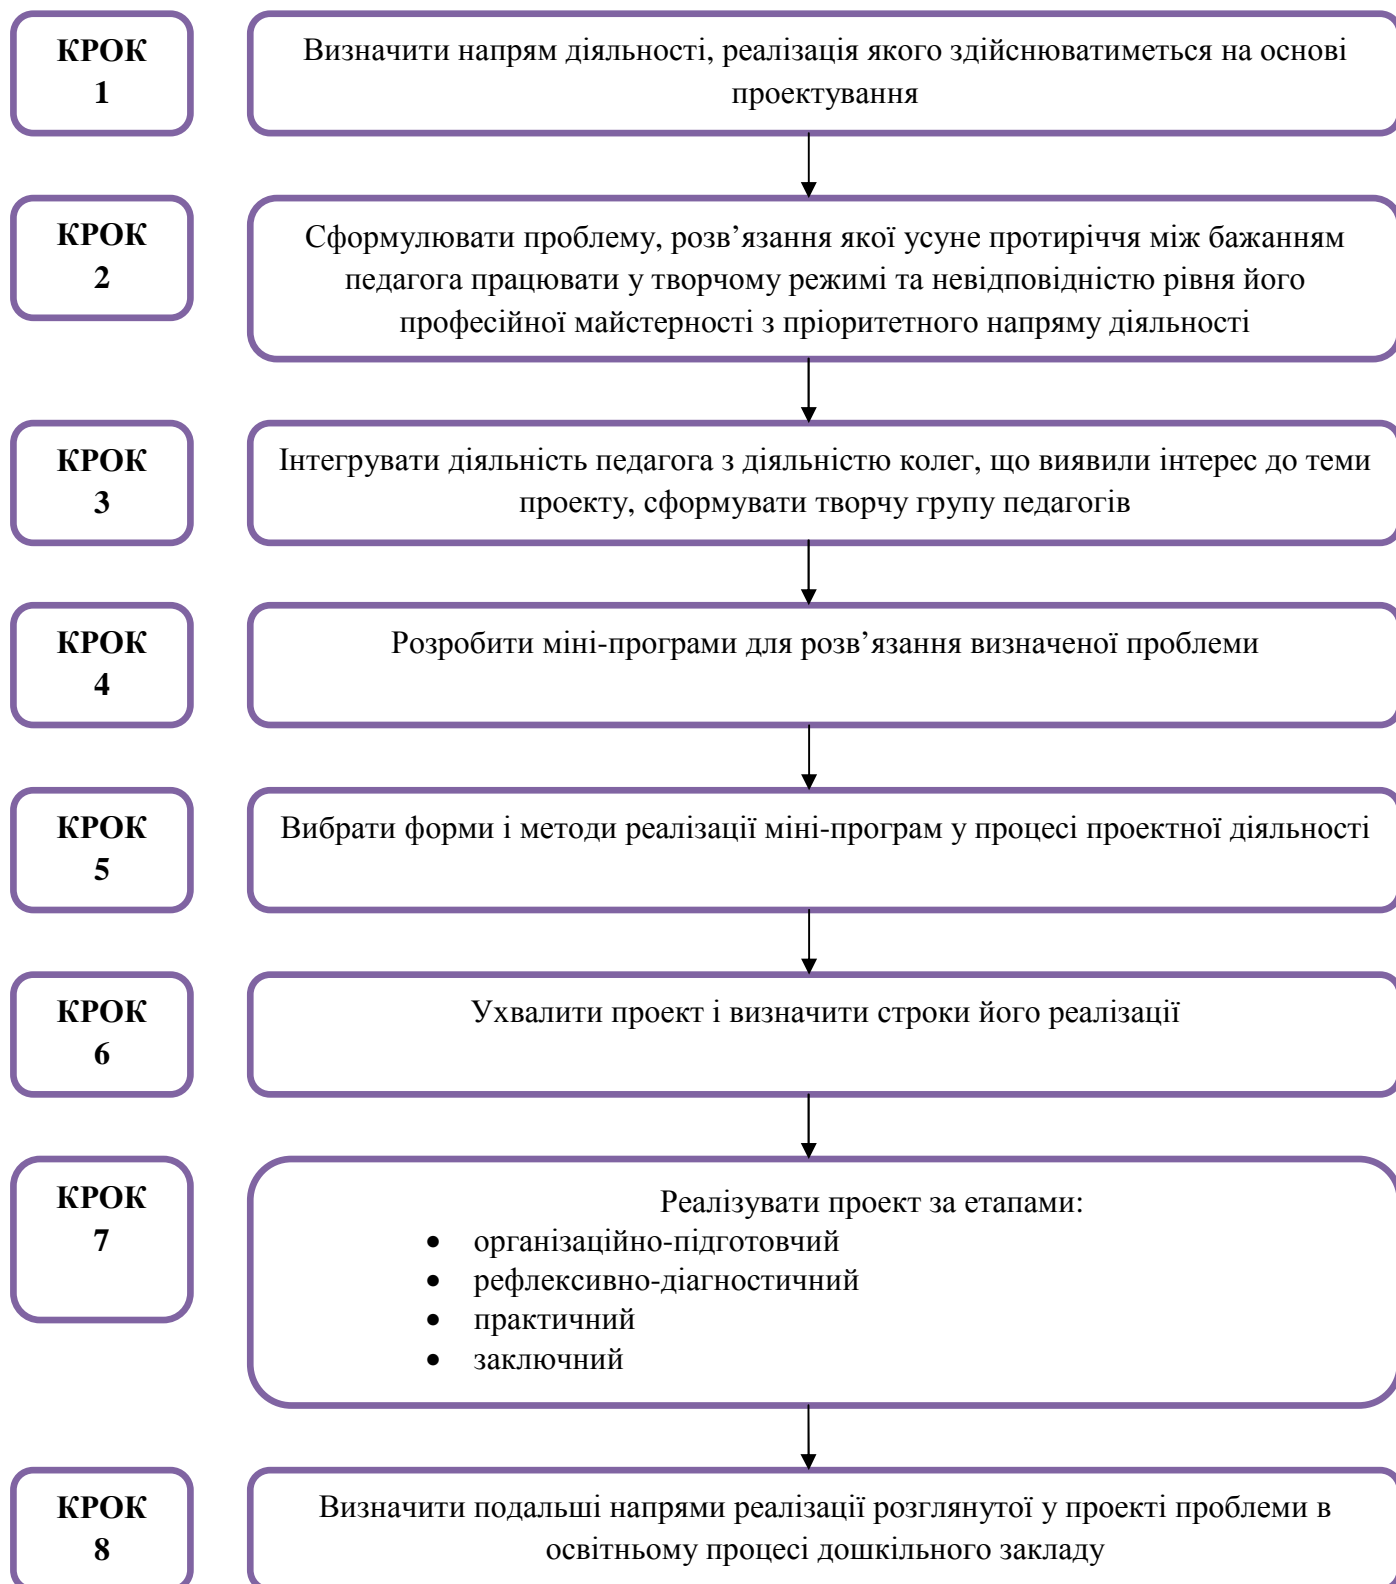 КРОК
1
Визначити напрям діяльності, реалізація якого здійснюватиметься на основі
проектування
КРОК
2
Сформулювати проблему, розв’язання якої усуне протиріччя між бажанням
педагога працювати у творчому режимі та невідповідністю рівня його
професійної майстерності з пріоритетного напряму діяльності
КРОК
3
Інтегрувати діяльність педагога з діяльністю колег, що виявили інтерес до теми
проекту, сформувати творчу групу педагогів
КРОК
4
Розробити міні-програми для розв’язання визначеної проблеми
КРОК
5
Вибрати форми і методи реалізації міні-програм у процесі проектної діяльності
КРОК
6
Ухвалити проект і визначити строки його реалізації
КРОК
7
Реалізувати проект за етапами:
• організаційно-підготовчий
• рефлексивно-діагностичний
• практичний
• заключний
КРОК
8
Визначити подальші напрями реалізації розглянутої у проекті проблеми в
освітньому процесі дошкільного закладу